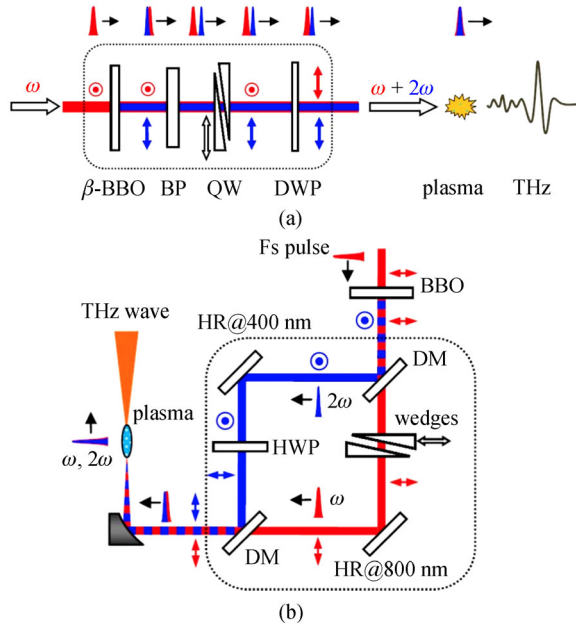 ω
ω + 2ω
β-BBO BP QW DWP
plasma THz
(a)
Fs pulse
BBO
THz wave
HR@400 nm
DM
plasma
2ω
wedges
HWP
ω, 2ω
ω
DM
HR@800 nm
(b)